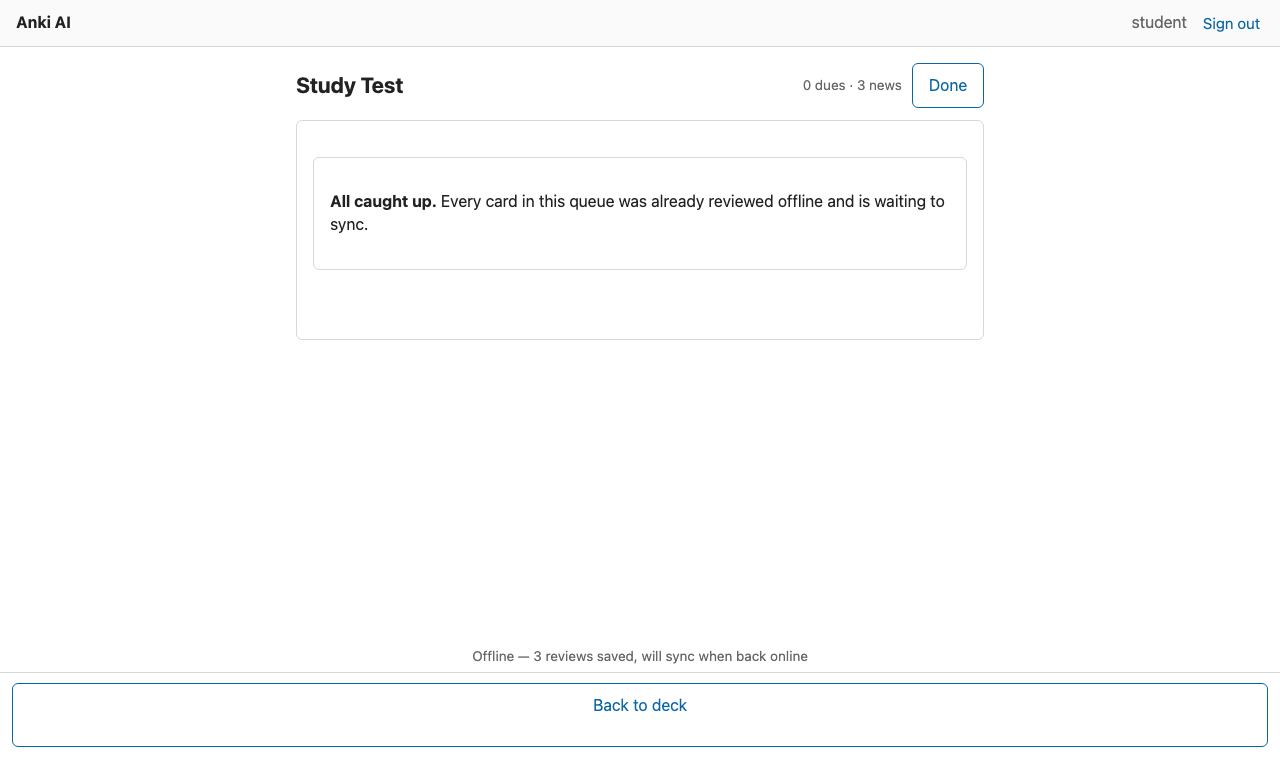 Anki AI
student
Sign out
Study Test
0 dues · 3 news
Done
All caught up. Every card in this queue was already reviewed offline and is waiting to
sync.
Offline — 3 reviews saved, will sync when back online
Back to deck